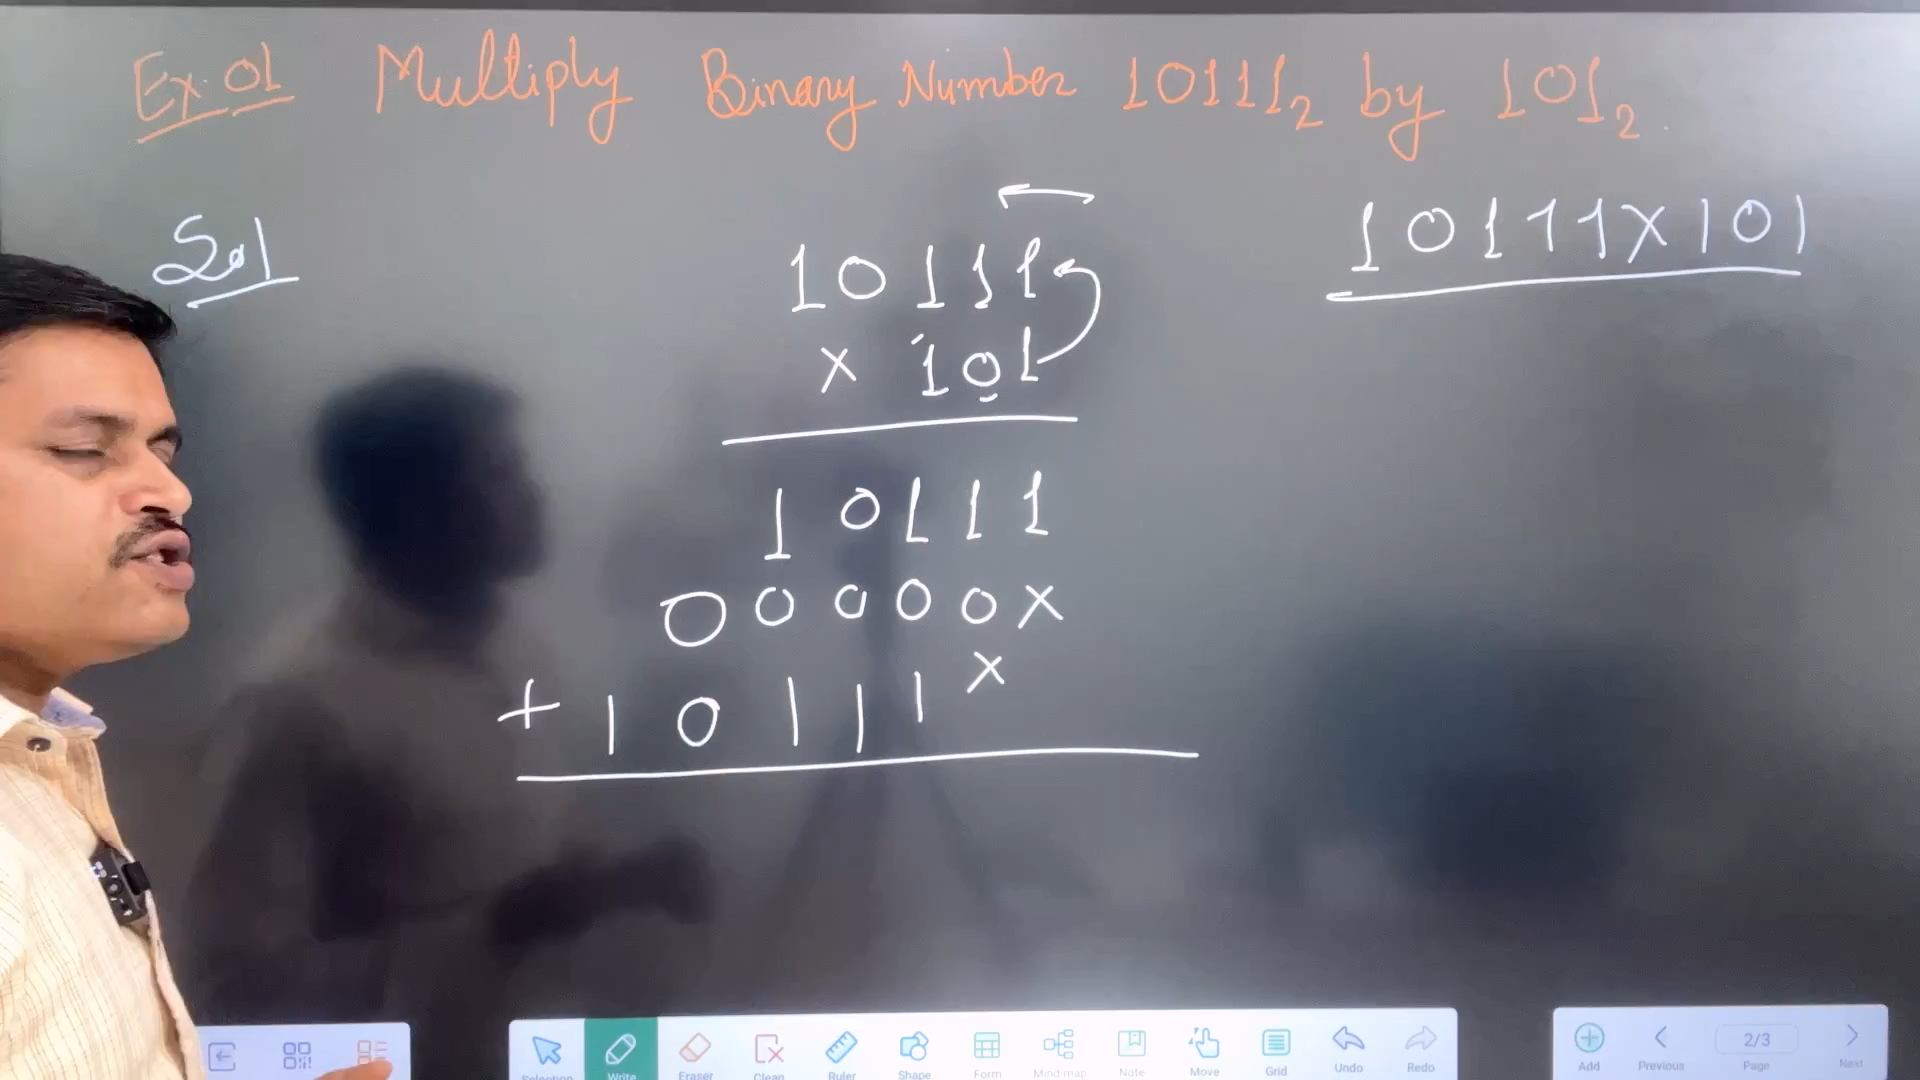 Ex. 01 Multiply Binary Number 10111₂ by 101₂.
Sol
10111×101
10111
× 101
10111
00000×
+10111×
Selection Write Eraser Clean Ruler Shape Form Mind map Note Move Grid Undo Redo
Add Previous 2/3 Page Next